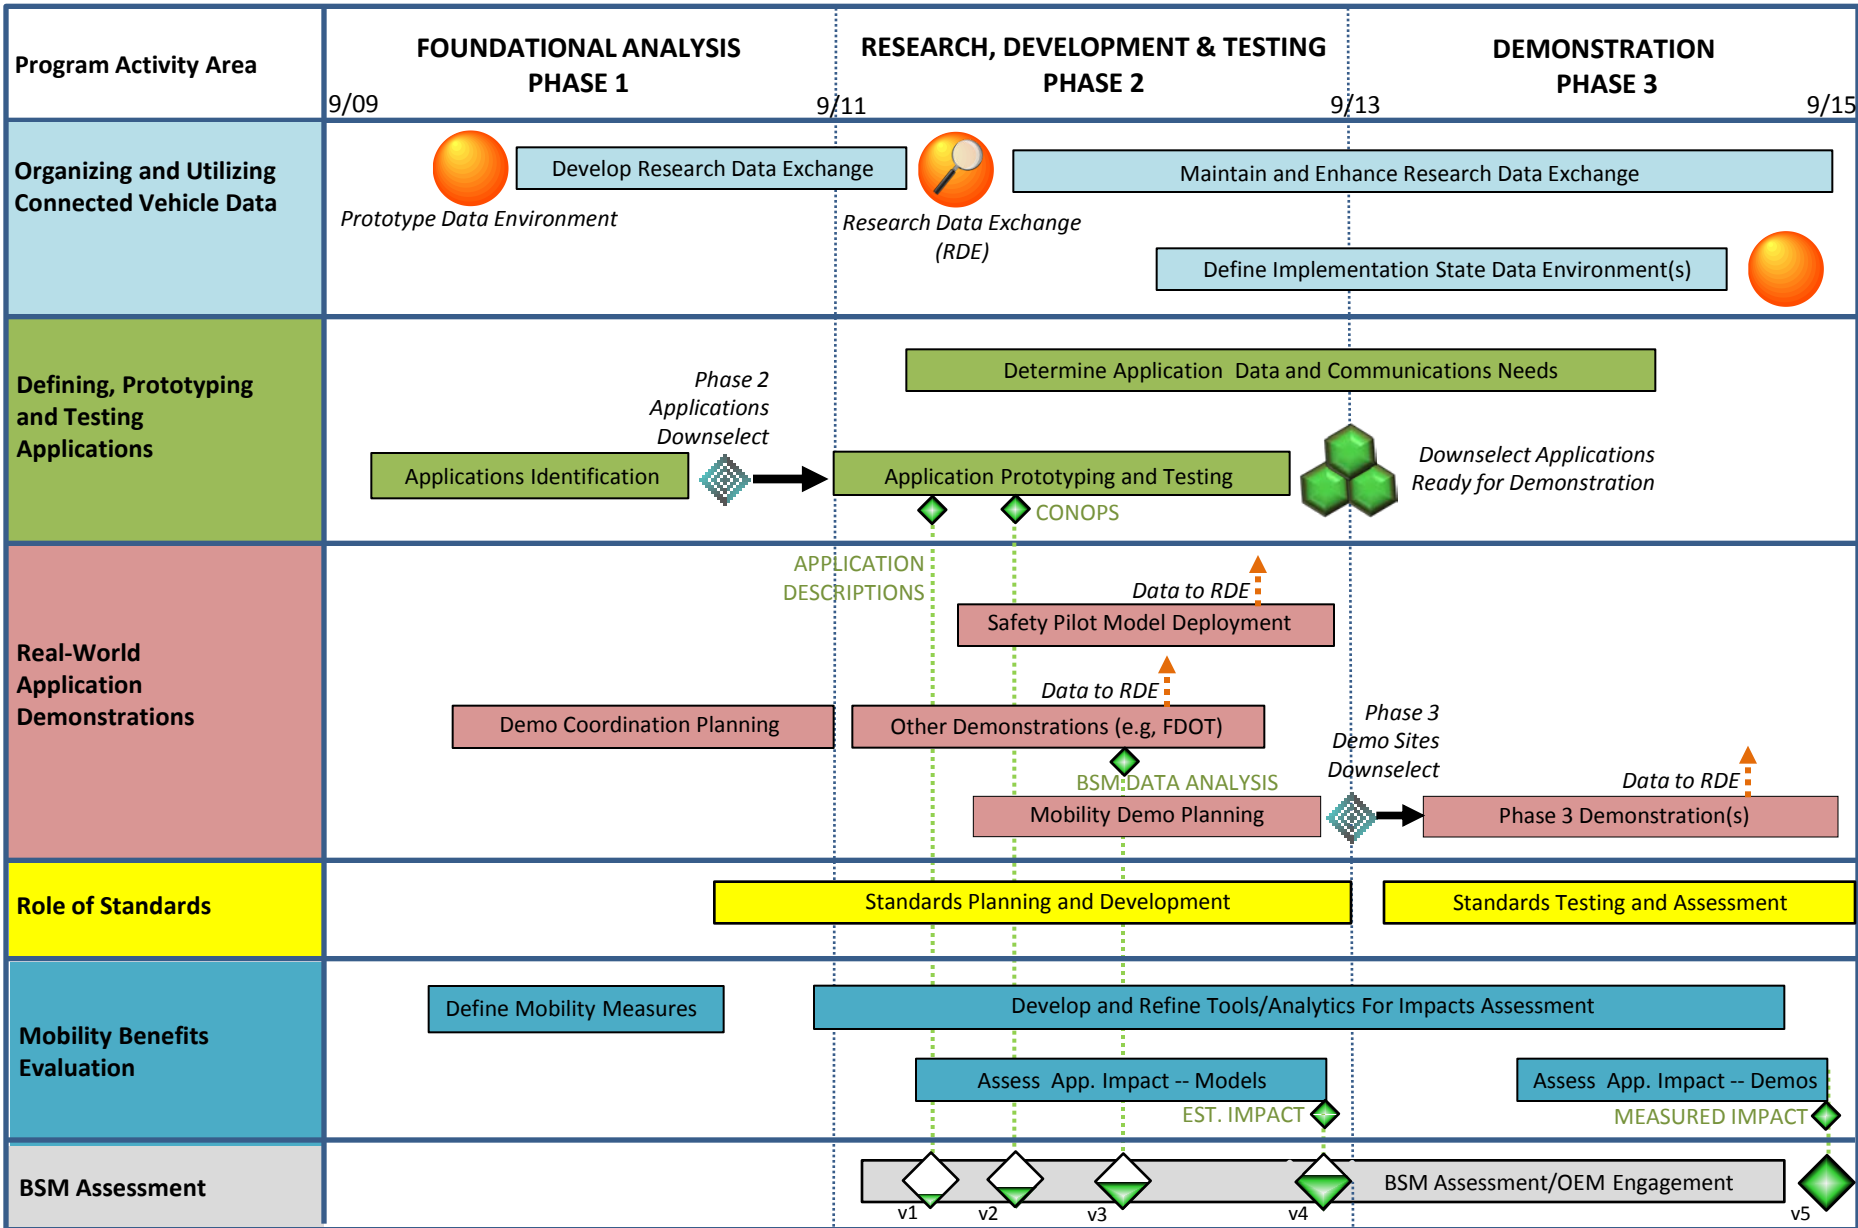 Program Activity Area
FOUNDATIONAL ANALYSIS
PHASE 1
RESEARCH, DEVELOPMENT & TESTING
PHASE 2
DEMONSTRATION
PHASE 3
9/09
9/11
9/13
9/15
Organizing and Utilizing
Connected Vehicle Data
Develop Research Data Exchange
Maintain and Enhance Research Data Exchange
Prototype Data Environment
Research Data Exchange
(RDE)
Define Implementation State Data Environment(s)
Defining, Prototyping
and Testing
Applications
Determine Application Data and Communications Needs
Phase 2
Applications
Downselect
Applications Identification
Application Prototyping and Testing
Downselect Applications
Ready for Demonstration
CONOPS
Real-World
Application
Demonstrations
APPLICATION
DESCRIPTIONS
Data to RDE
Safety Pilot Model Deployment
Data to RDE
Demo Coordination Planning
Other Demonstrations (e.g, FDOT)
Phase 3
Demo Sites
Downselect
BSM DATA ANALYSIS
Data to RDE
Mobility Demo Planning
Phase 3 Demonstration(s)
Role of Standards
Standards Planning and Development
Standards Testing and Assessment
Mobility Benefits
Evaluation
Define Mobility Measures
Develop and Refine Tools/Analytics For Impacts Assessment
Assess App. Impact -- Models
Assess App. Impact -- Demos
EST. IMPACT
MEASURED IMPACT
BSM Assessment
BSM Assessment/OEM Engagement
v1
v2
v3
v4
v5